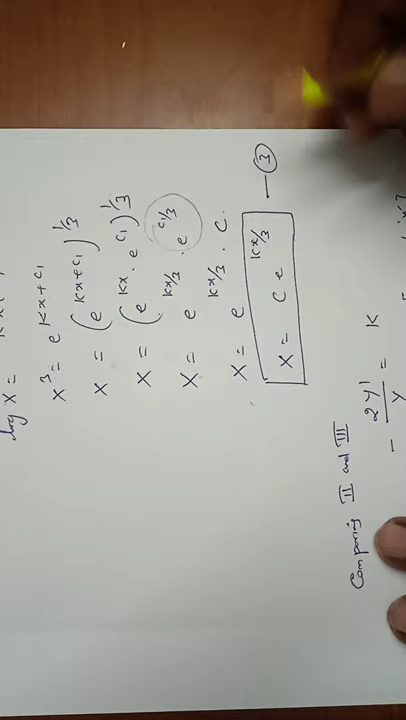 log X =
X³ = e^{kx+c₁}
X = (e^{kx+c₁})^{1/3}
X = (e^{kx} · e^{c₁})^{1/3}
X = e^{kx/3} · e^{c₁/3}
X = e^{kx/3} · c.
X = c e^{kx/3} — ③
Comparing II and III
- 2y¹/y = k